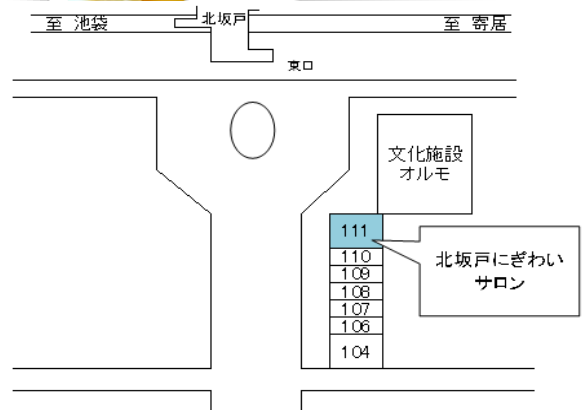 至 池袋
北坂戸
至 寄居
東口
文化施設
オルモ
111
110
109
108
107
106
104
北坂戸にぎわい
サロン